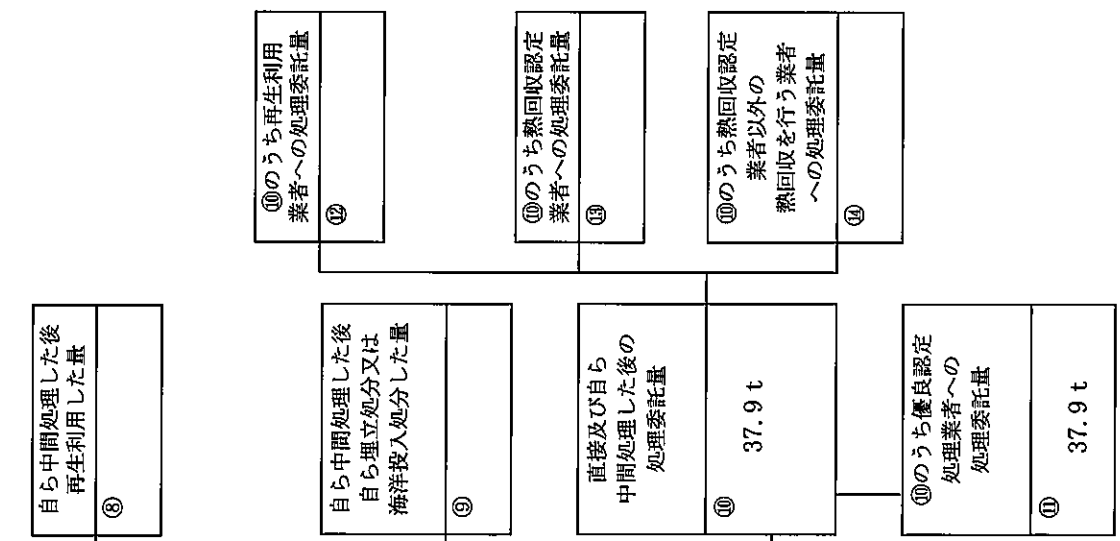 自ら中間処理した後
再生利用した量
⑧
自ら中間処理した後
自ら埋立処分又は
海洋投入処分した量
⑨
直接及び自ら
中間処理した後の
処理委託量
⑩
37.9 t
⑩のうち優良認定
処理業者への
処理委託量
⑪
37.9 t
⑩のうち再生利用
業者への処理委託量
⑫
⑩のうち熱回収認定
業者への処理委託量
⑬
⑩のうち熱回収認定
業者以外の
熱回収を行う業者
への処理委託量
⑭